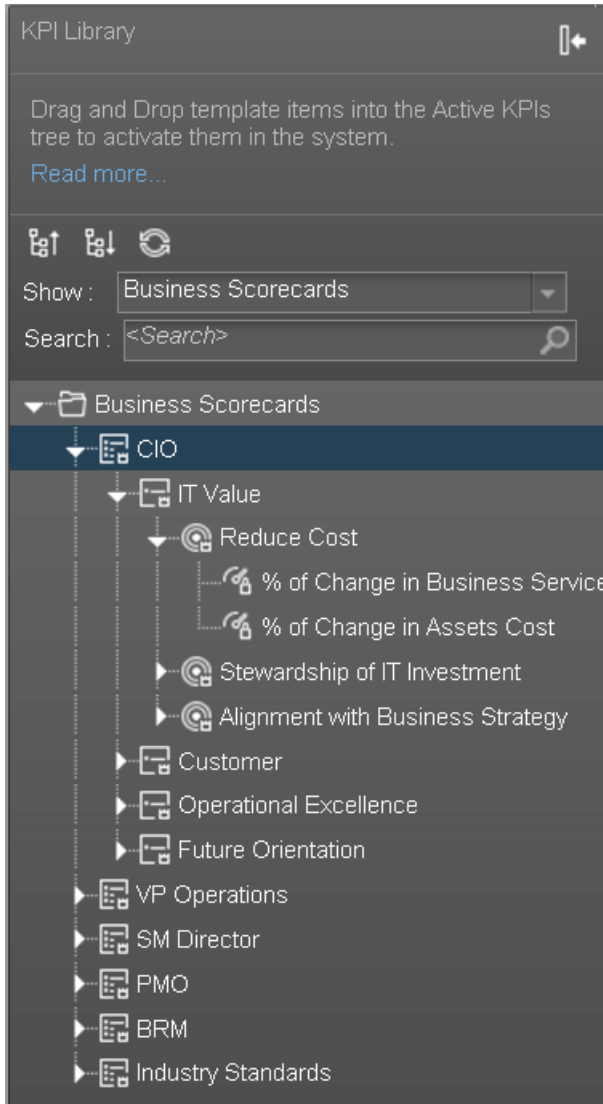 KPI Library
Drag and Drop template items into the Active KPIs
tree to activate them in the system.
Read more...
Show : Business Scorecards
Search : <Search>
Business Scorecards
CIO
IT Value
Reduce Cost
% of Change in Business Service
% of Change in Assets Cost
Stewardship of IT Investment
Alignment with Business Strategy
Customer
Operational Excellence
Future Orientation
VP Operations
SM Director
PMO
BRM
Industry Standards